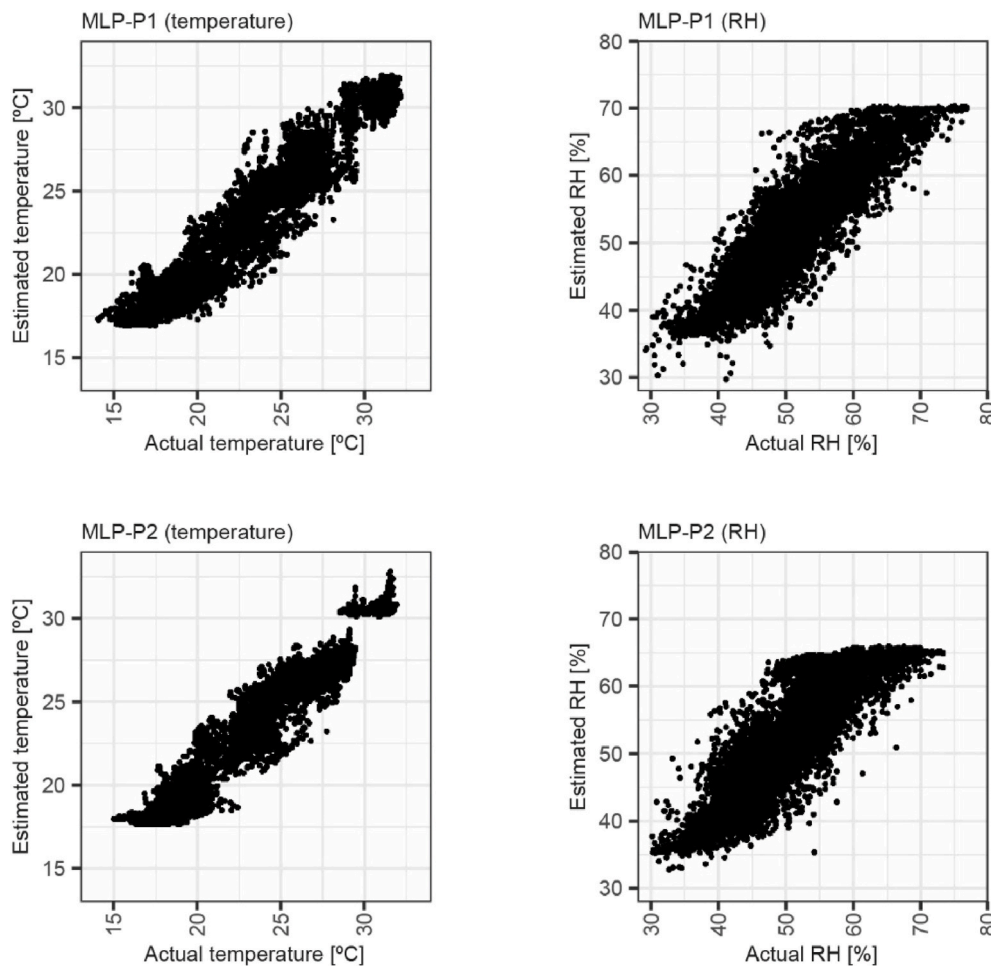 MLP-P1 (temperature)
Estimated temperature [ºC]
30
25
20
15
15 20 25 30
Actual temperature [ºC]
MLP-P1 (RH)
Estimated RH [%]
80
70
60
50
40
30
30 40 50 60 70 80
Actual RH [%]
MLP-P2 (temperature)
Estimated temperature [ºC]
30
25
20
15
15 20 25 30
Actual temperature [ºC]
MLP-P2 (RH)
Estimated RH [%]
80
70
60
50
40
30
30 40 50 60 70 80
Actual RH [%]